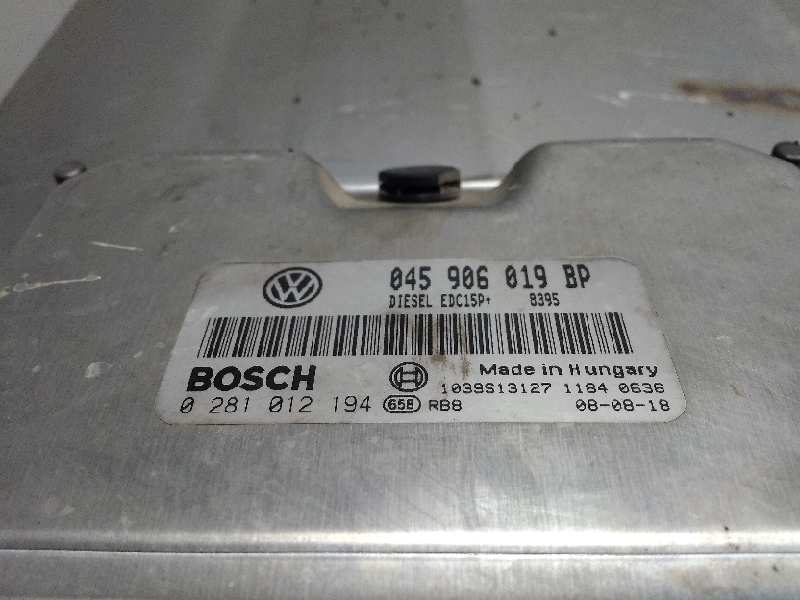 045 906 019 BP
DIESEL EDC15P+ 8395
BOSCH
Made in Hungary
1039S13127 1184 0636
0 281 012 194 658 RB8 08-08-18